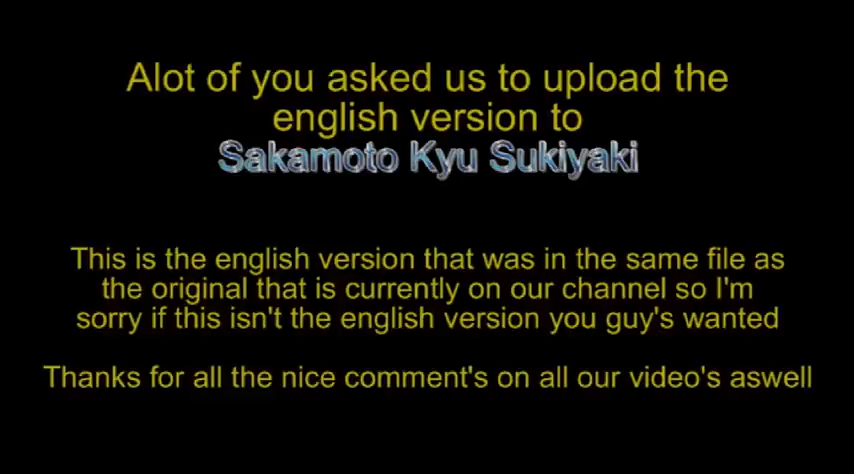 Alot of you asked us to upload the
english version to
Sakamoto Kyu Sukiyaki
This is the english version that was in the same file as
the original that is currently on our channel so I'm
sorry if this isn't the english version you guy's wanted
Thanks for all the nice comment's on all our video's aswell